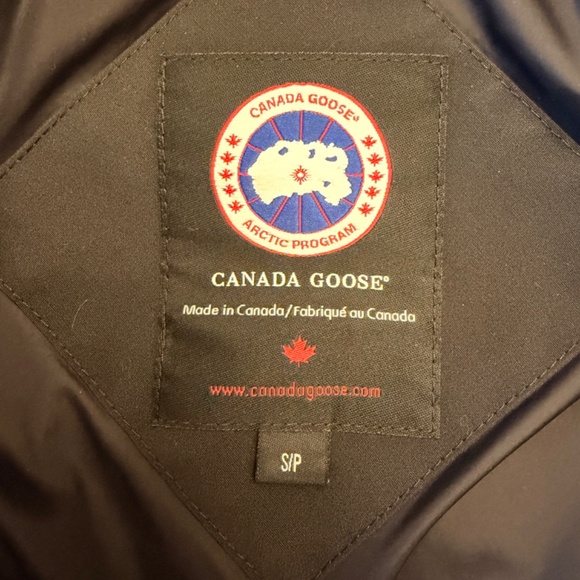 CANADA GOOSE®
ARCTIC PROGRAM
CANADA GOOSE®
Made in Canada/Fabriqué au Canada
www.canadagoose.com
S/P